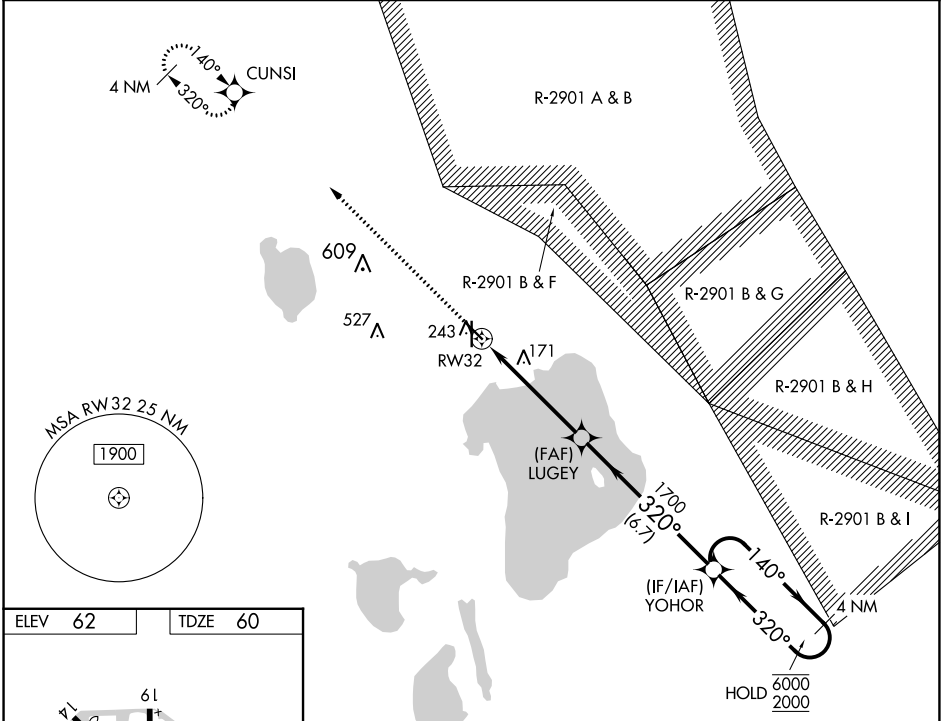 140°
CUNSI
4 NM
320°
R-2901 A & B
609
R-2901 B & F
R-2901 B & G
527
243
RW32
171
R-2901 B & H
MSA RW32 25 NM
1900
(FAF)
LUGEY
1700
320°
(6.7)
R-2901 B & I
140°
(IF/IAF)
YOHOR
4 NM
320°
HOLD 6000
2000
ELEV 62
TDZE 60
19
14